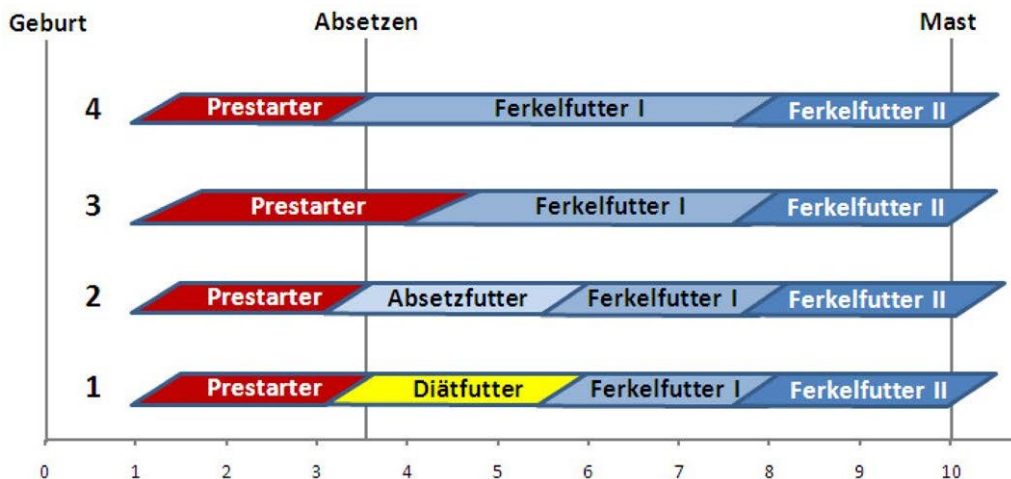 Geburt Absetzen Mast
4 Prestarter Ferkelfutter I Ferkelfutter II
3 Prestarter Ferkelfutter I Ferkelfutter II
2 Prestarter Absetzfutter Ferkelfutter I Ferkelfutter II
1 Prestarter Diätfutter Ferkelfutter I Ferkelfutter II
0 1 2 3 4 5 6 7 8 9 10